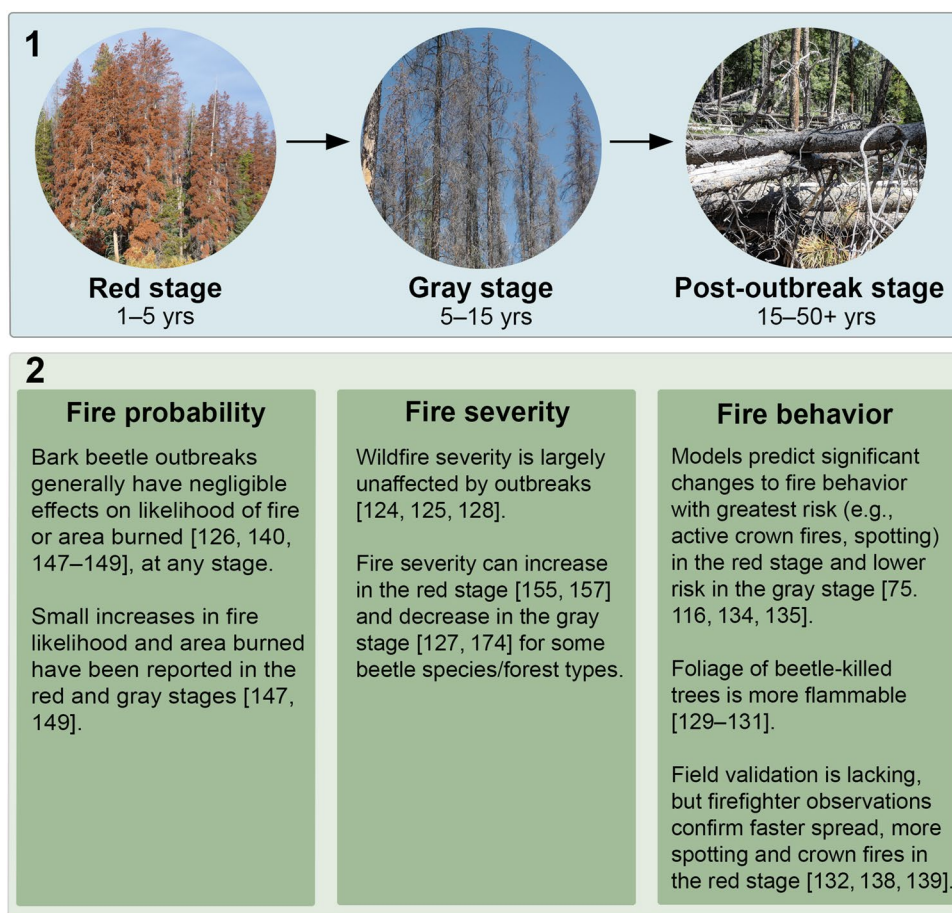 1
Red stage
1–5 yrs
Gray stage
5–15 yrs
Post-outbreak stage
15–50+ yrs
2
Fire probability
Bark beetle outbreaks
generally have negligible
effects on likelihood of fire
or area burned [126, 140,
147–149], at any stage.
Small increases in fire
likelihood and area burned
have been reported in the
red and gray stages [147,
149].
Fire severity
Wildfire severity is largely
unaffected by outbreaks
[124, 125, 128].
Fire severity can increase
in the red stage [155, 157]
and decrease in the gray
stage [127, 174] for some
beetle species/forest types.
Fire behavior
Models predict significant
changes to fire behavior
with greatest risk (e.g.,
active crown fires, spotting)
in the red stage and lower
risk in the gray stage [75.
116, 134, 135].
Foliage of beetle-killed
trees is more flammable
[129–131].
Field validation is lacking,
but firefighter observations
confirm faster spread, more
spotting and crown fires in
the red stage [132, 138, 139].